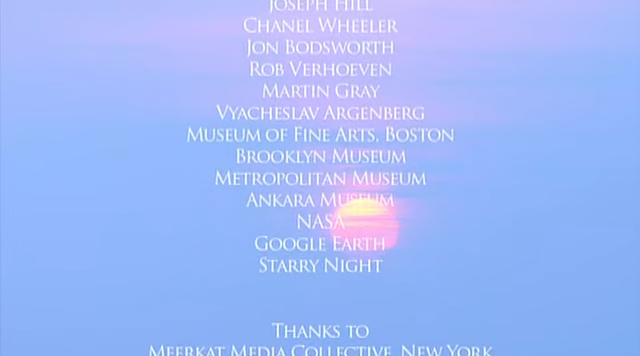 Joseph Hill
Chanel Wheeler
Jon Bodsworth
Rob Verhoeven
Martin Gray
Vyacheslav Argenberg
Museum of Fine Arts, Boston
Brooklyn Museum
Metropolitan Museum
Ankara Museum
NASA
Google Earth
Starry Night
Thanks to
Meerkat Media Collective, New York